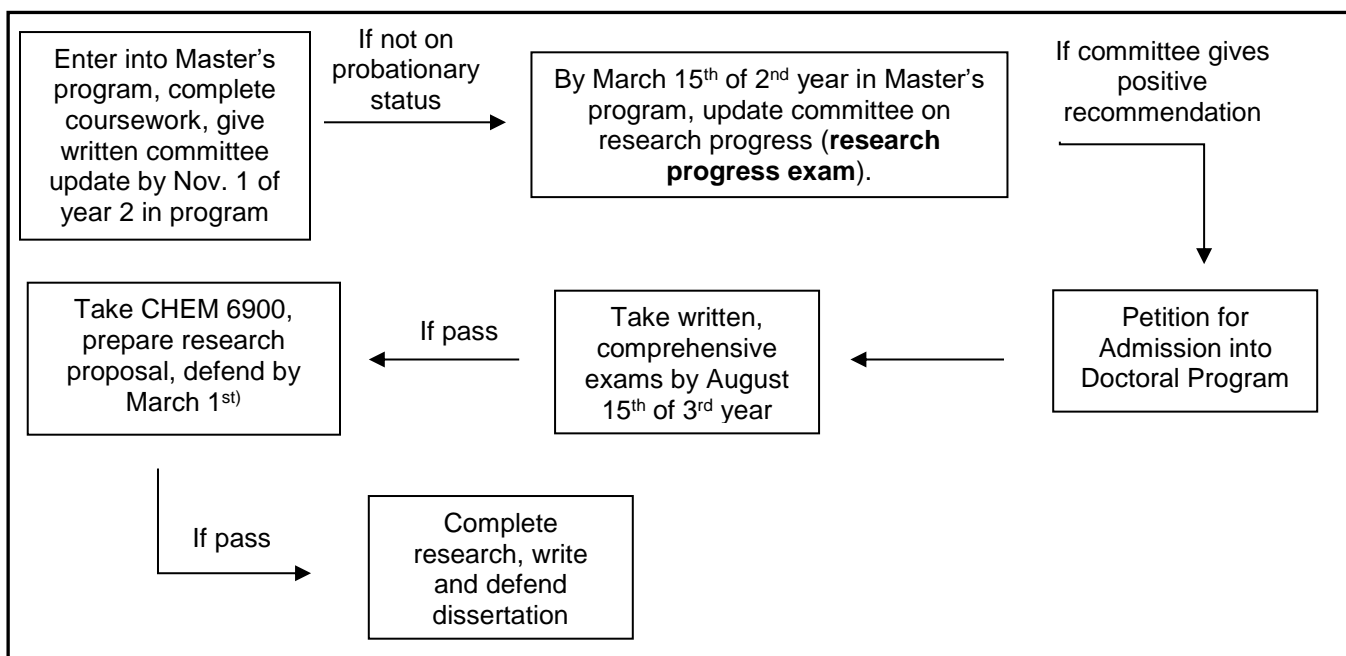 Enter into Master’s
program, complete
coursework, give
written committee
update by Nov. 1 of
year 2 in program
If not on
probationary
status
By March 15th of 2nd year in Master’s
program, update committee on
research progress (research
progress exam).
If committee gives
positive
recommendation
Petition for
Admission into
Doctoral Program
Take written,
comprehensive
exams by August
15th of 3rd year
If pass
Take CHEM 6900,
prepare research
proposal, defend by
March 1st)
If pass
Complete
research, write
and defend
dissertation